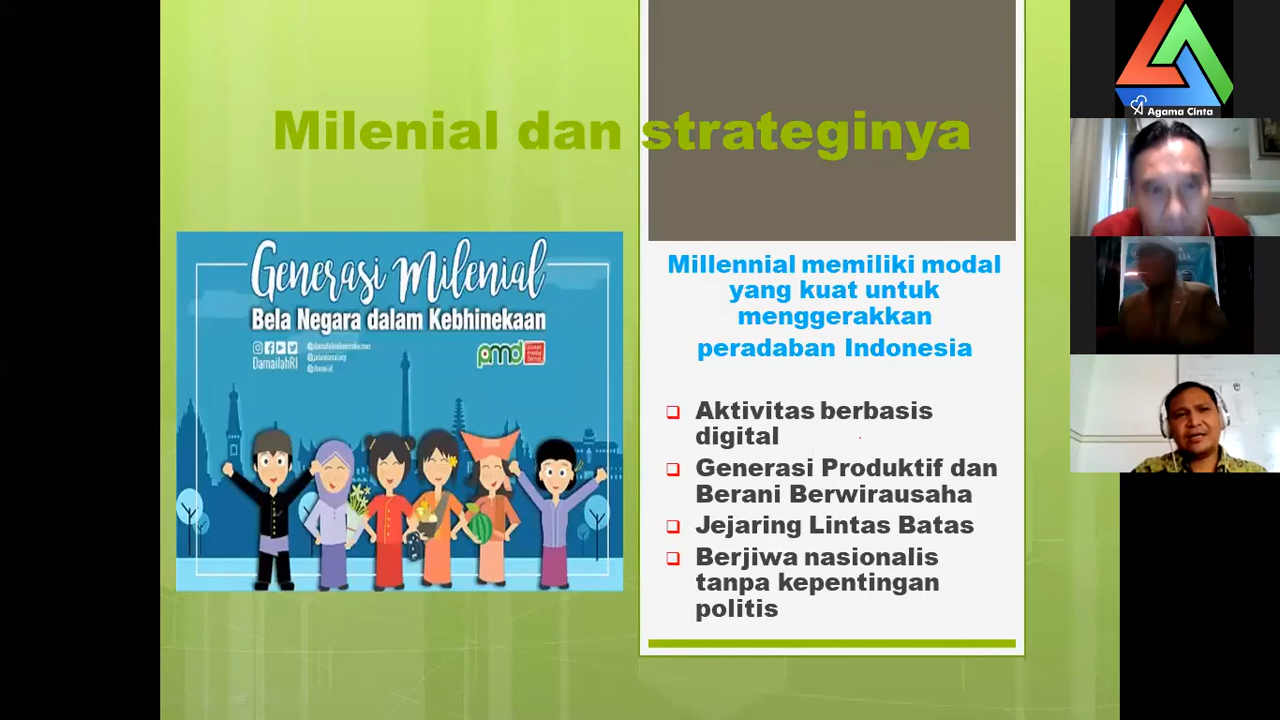 Milenial dan strateginya
Generasi Milenial
Bela Negara dalam Kebhinekaan
DamailahRI
pmd
Millennial memiliki modal
yang kuat untuk
menggerakkan
peradaban Indonesia
Aktivitas berbasis
digital
Generasi Produktif dan
Berani Berwirausaha
Jejaring Lintas Batas
Berjiwa nasionalis
tanpa kepentingan
politis
Agama Cinta